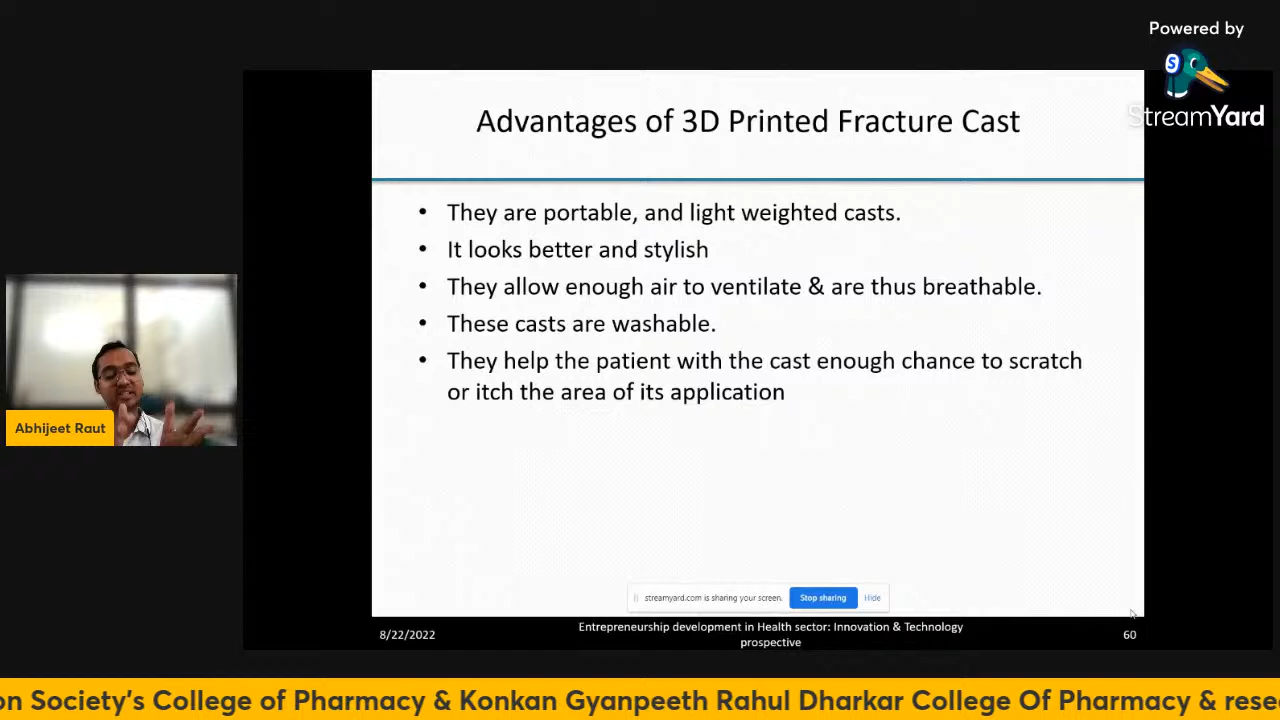 Powered by
StreamYard
Advantages of 3D Printed Fracture Cast
• They are portable, and light weighted casts.
• It looks better and stylish
• They allow enough air to ventilate & are thus breathable.
• These casts are washable.
• They help the patient with the cast enough chance to scratch
or itch the area of its application
Abhijeet Raut
streamyard.com is sharing your screen. Stop sharing Hide
8/22/2022
Entrepreneurship development in Health sector: Innovation & Technology
prospective
60
on Society's College of Pharmacy & Konkan Gyanpeeth Rahul Dharkar College Of Pharmacy & rese